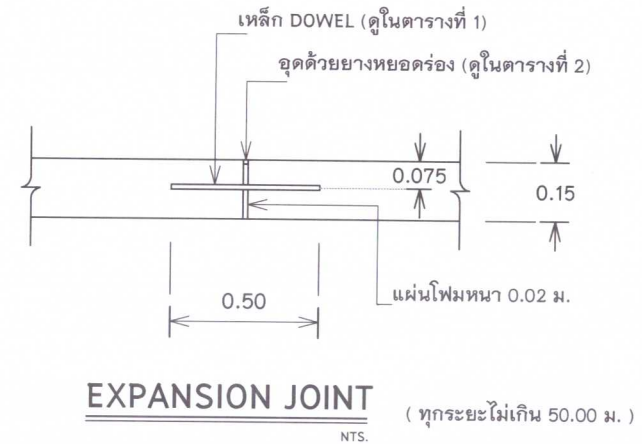 เหล็ก DOWEL (ดูในตารางที่ 1)
อุดด้วยยางหยอดร่อง (ดูในตารางที่ 2)
0.075
0.15
0.50
แผ่นโฟมหนา 0.02 ม.
EXPANSION JOINT ( ทุกระยะไม่เกิน 50.00 ม. )
NTS.